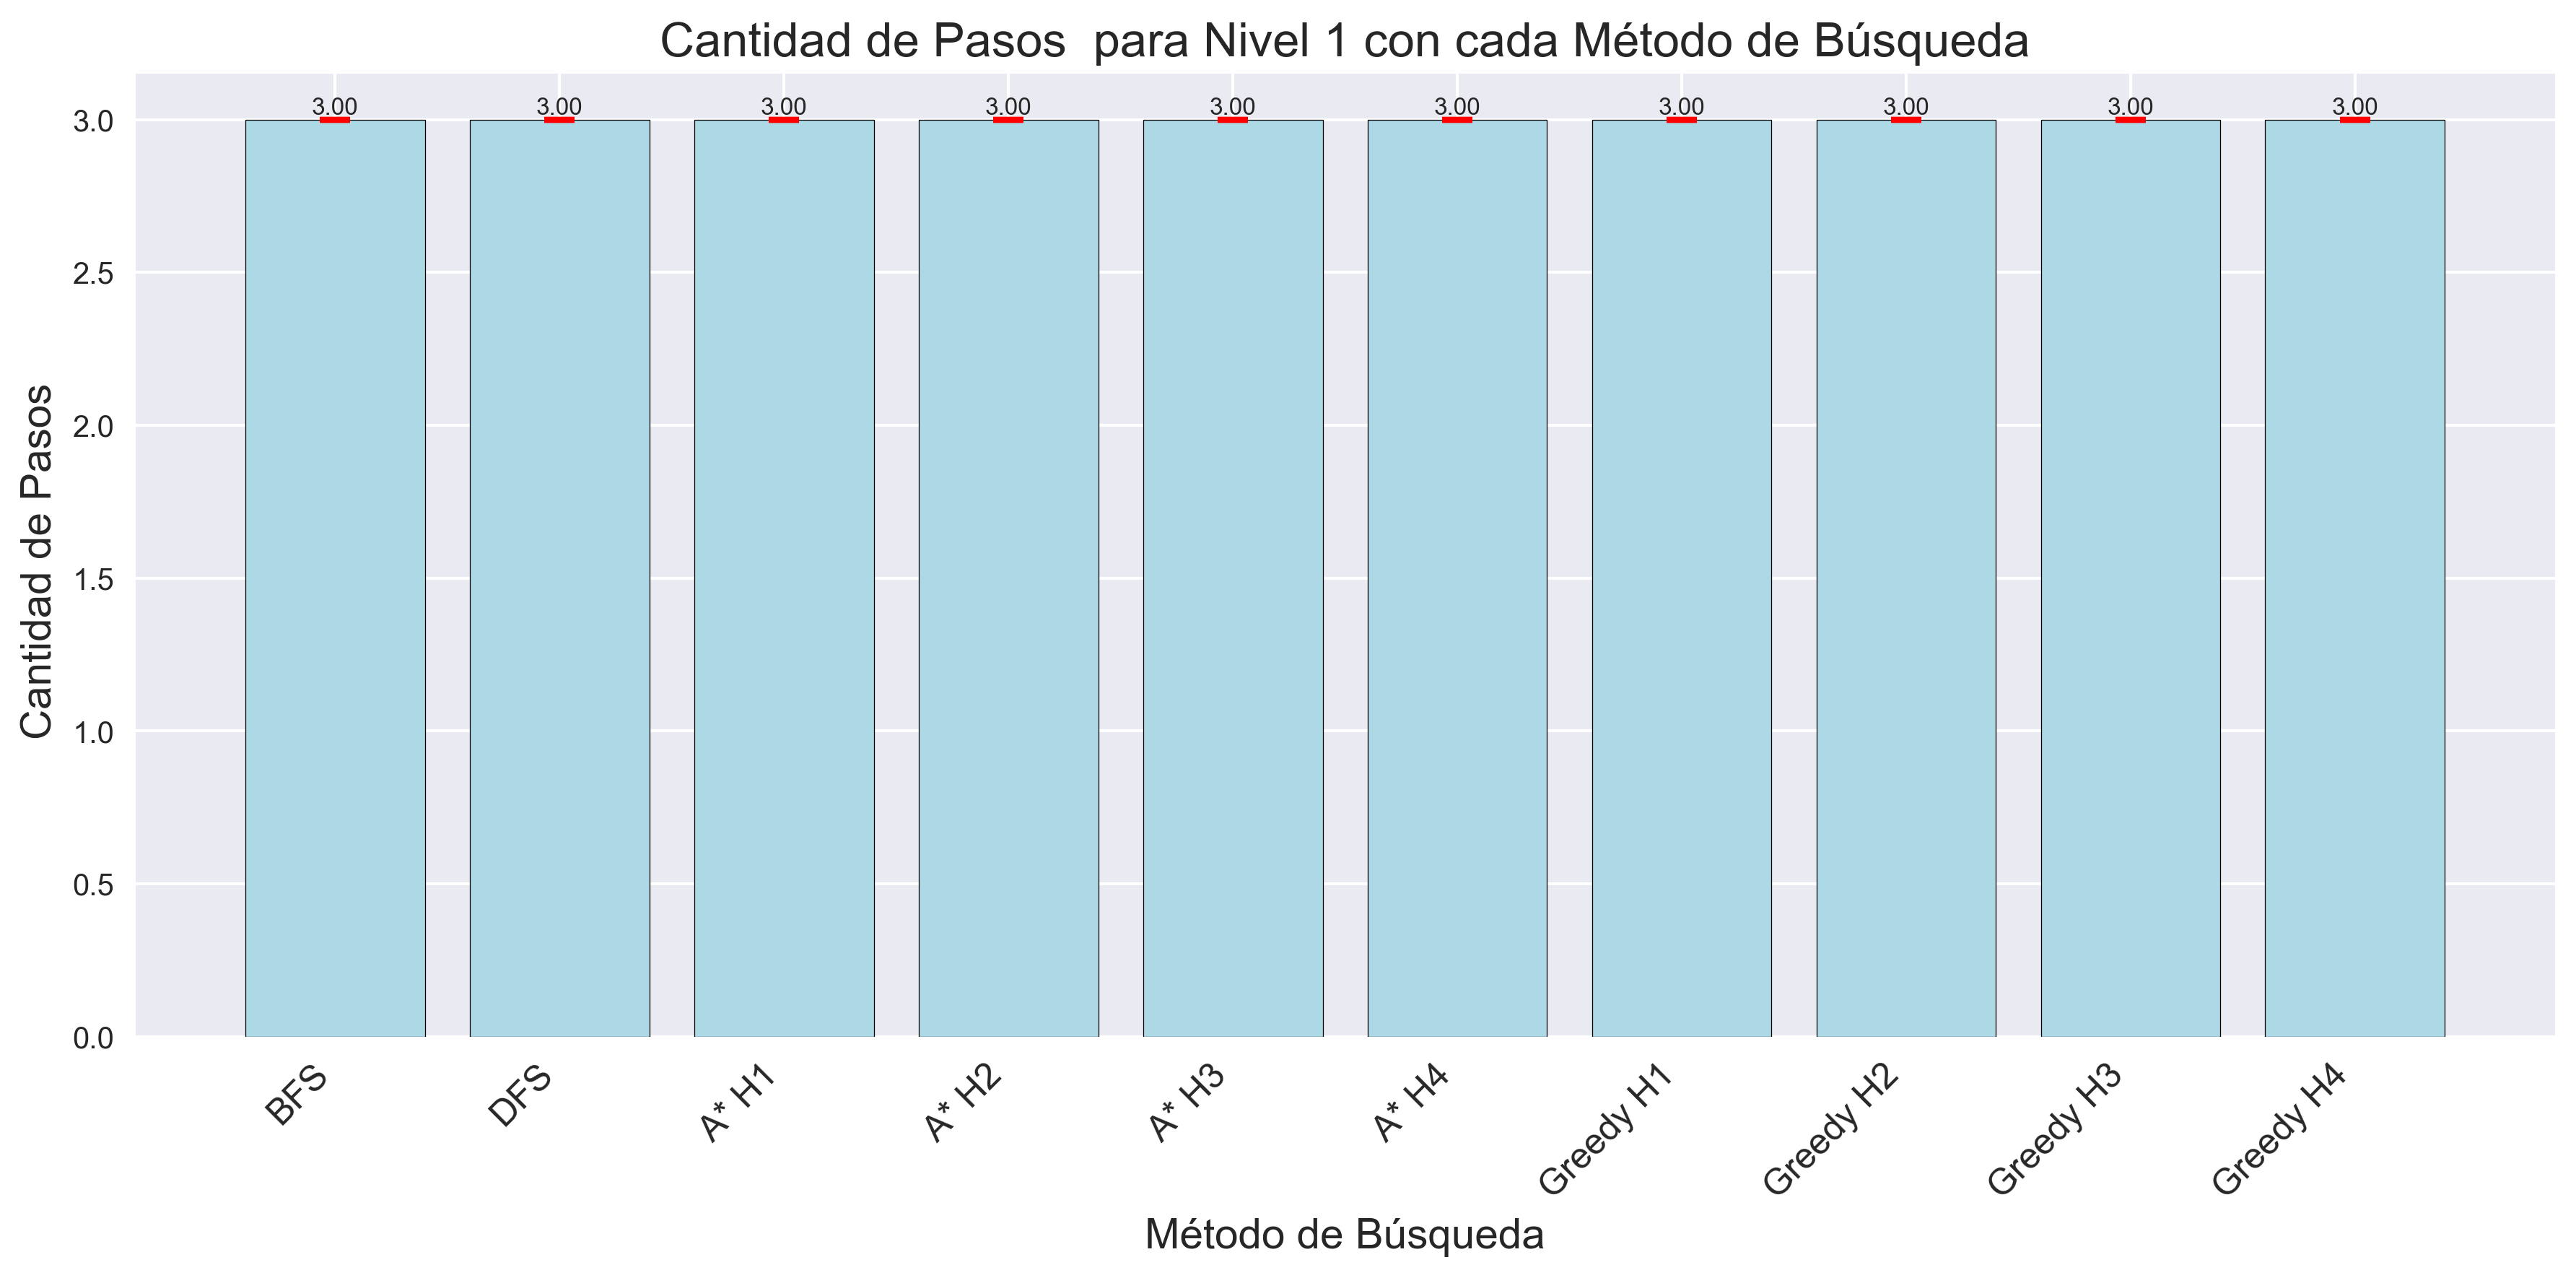 Cantidad de Pasos  para Nivel 1 con cada Método de Búsqueda
3.00 3.00 3.00 3.00 3.00 3.00 3.00 3.00 3.00 3.00
3.0
2.5
2.0
1.5
1.0
0.5
0.0
Cantidad de Pasos
BFS DFS A* H1 A* H2 A* H3 A* H4 Greedy H1 Greedy H2 Greedy H3 Greedy H4
Método de Búsqueda